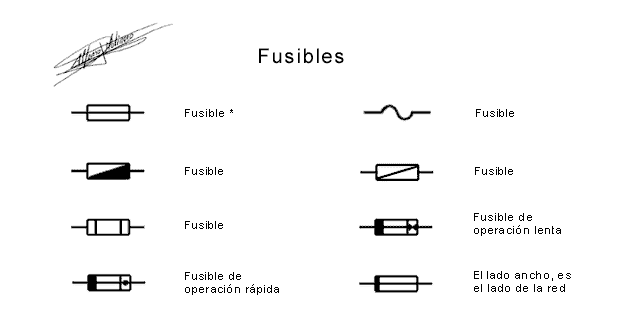 Fusibles
Fusible *
Fusible
Fusible
Fusible
Fusible
Fusible de
operación lenta
Fusible de
operación rápida
El lado ancho, es
el lado de la red